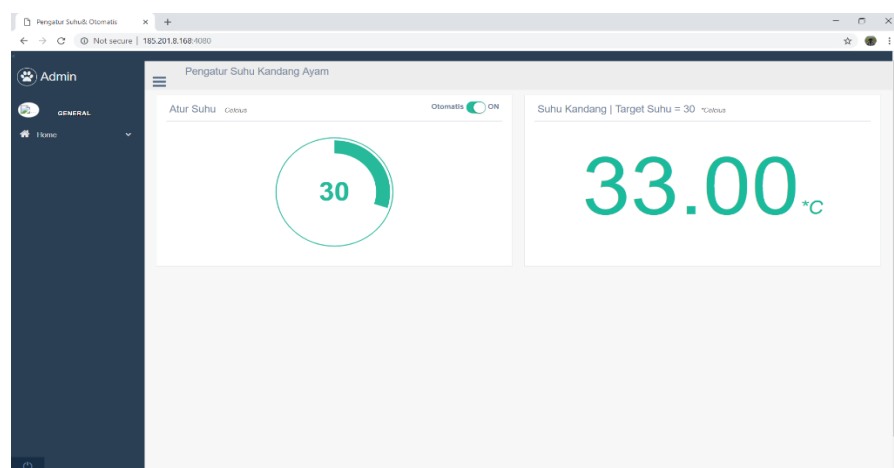 Pengatur Suhu& Otomatis
Not secure | 185.201.8.168:4080
Admin
GENERAL
Home
Pengatur Suhu Kandang Ayam
Atur Suhu Celcius
Otomatis ON
30
Suhu Kandang | Target Suhu = 30 *Celcius
33.00 *C